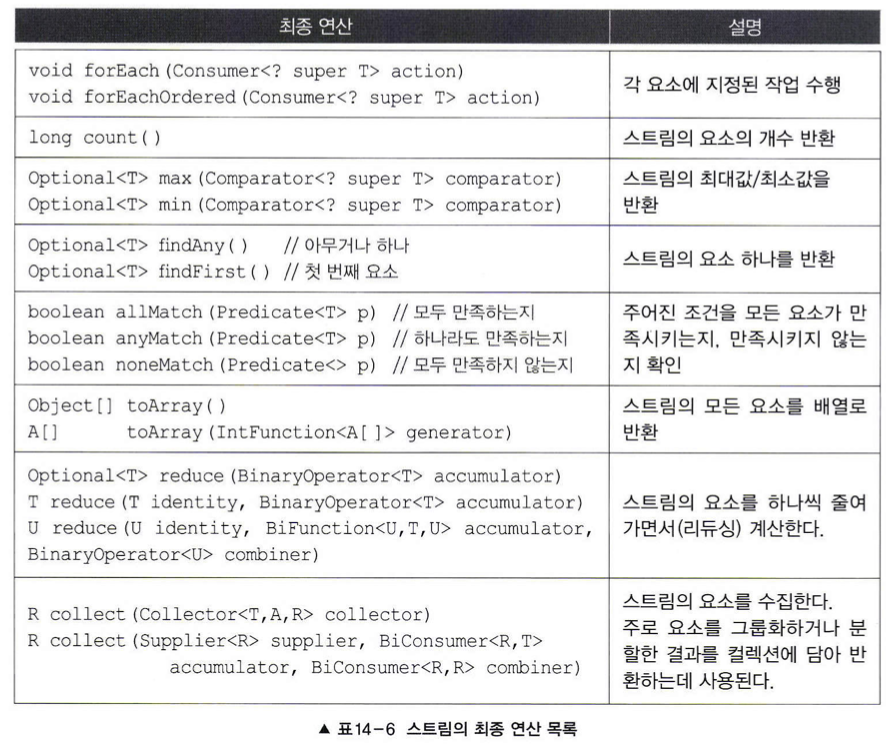 최종 연산
설명
void forEach(Consumer<? super T> action)
void forEachOrdered(Consumer<? super T> action)
각 요소에 지정된 작업 수행
long count()
스트림의 요소의 개수 반환
Optional<T> max(Comparator<? super T> comparator)
Optional<T> min(Comparator<? super T> comparator)
스트림의 최대값/최소값을
반환
Optional<T> findAny() // 아무거나 하나
Optional<T> findFirst() // 첫 번째 요소
스트림의 요소 하나를 반환
boolean allMatch(Predicate<T> p) // 모두 만족하는지
boolean anyMatch(Predicate<T> p) // 하나라도 만족하는지
boolean noneMatch(Predicate<> p) // 모두 만족하지 않는지
주어진 조건을 모든 요소가 만
족시키는지, 만족시키지 않는
지 확인
Object[] toArray()
A[] toArray(IntFunction<A[]> generator)
스트림의 모든 요소를 배열로
반환
Optional<T> reduce(BinaryOperator<T> accumulator)
T reduce(T identity, BinaryOperator<T> accumulator)
U reduce(U identity, BiFunction<U,T,U> accumulator,
BinaryOperator<U> combiner)
스트림의 요소를 하나씩 줄여
가면서(리듀싱) 계산한다.
R collect(Collector<T,A,R> collector)
R collect(Supplier<R> supplier, BiConsumer<R,T>
accumulator, BiConsumer<R,R> combiner)
스트림의 요소를 수집한다.
주로 요소를 그룹화하거나 분
할한 결과를 컬렉션에 담아 반
환하는데 사용된다.
▲ 표14-6 스트림의 최종 연산 목록